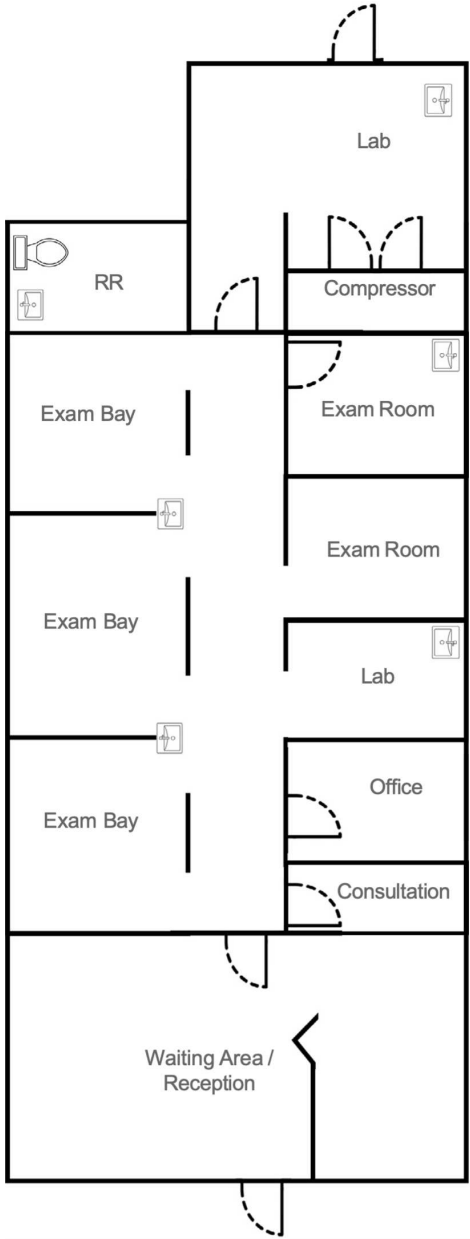 Lab
Compressor
RR
Exam Bay
Exam Room
Exam Room
Exam Bay
Lab
Office
Exam Bay
Consultation
Waiting Area /
Reception